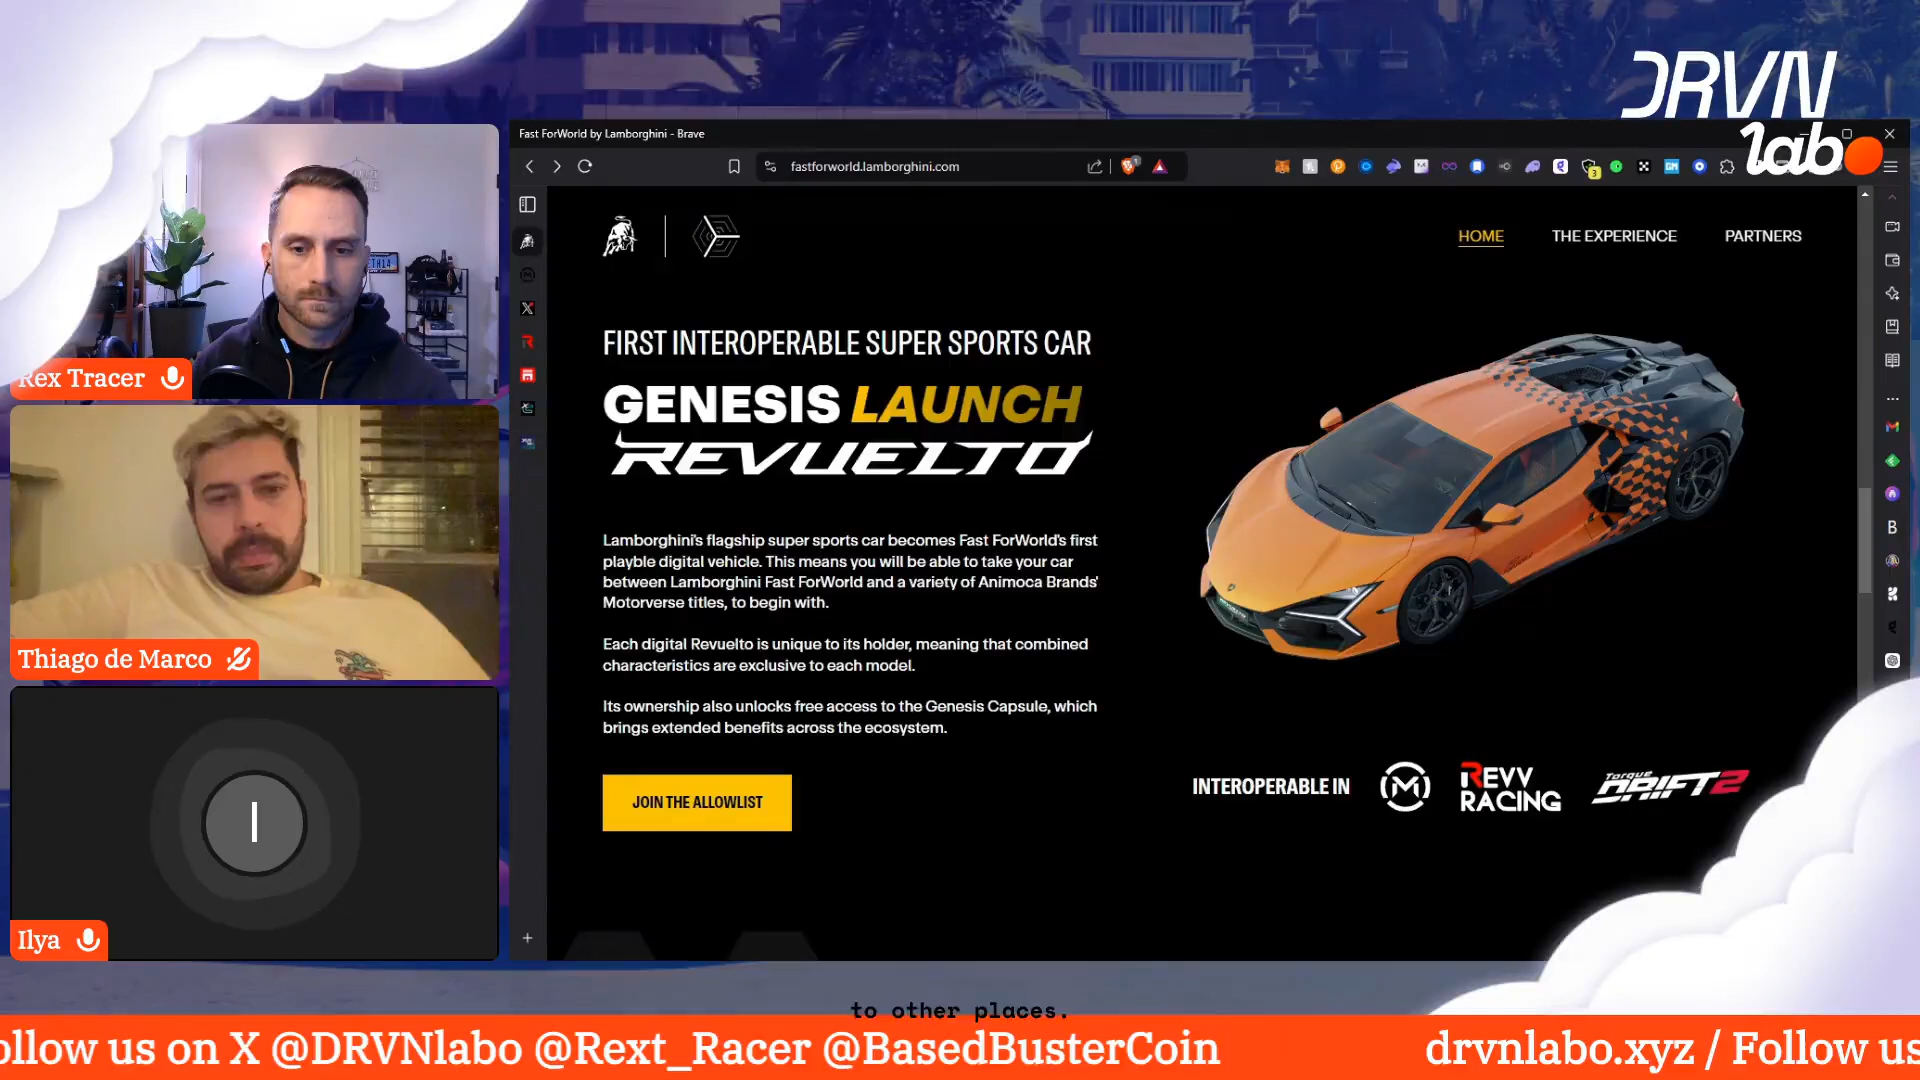 DRVN
labo
Fast ForWorld by Lamborghini - Brave
fastforworld.lamborghini.com
HOME
THE EXPERIENCE
PARTNERS
FIRST INTEROPERABLE SUPER SPORTS CAR
GENESIS LAUNCH
REVUELTO
Lamborghini's flagship super sports car becomes Fast ForWorld's first
playble digital vehicle. This means you will be able to take your car
between Lamborghini Fast ForWorld and a variety of Animoca Brands'
Motorverse titles, to begin with.
Each digital Revuelto is unique to its holder, meaning that combined
characteristics are exclusive to each model.
Its ownership also unlocks free access to the Genesis Capsule, which
brings extended benefits across the ecosystem.
JOIN THE ALLOWLIST
INTEROPERABLE IN
REVV
RACING
Torque
DRIFT 2
Rex Tracer
Thiago de Marco
I
Ilya
to other places.
ollow us on X @DRVNlabo @Rext_Racer @BasedBusterCoin
drvnlabo.xyz / Follow us